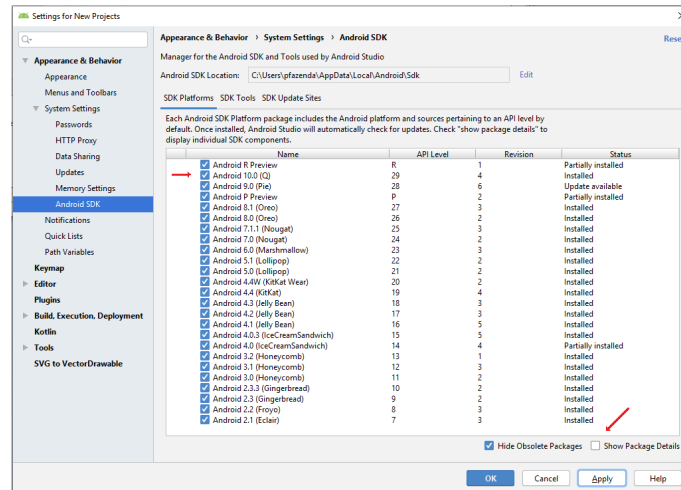 Settings for New Projects
Appearance & Behavior
Appearance
Menus and Toolbars
System Settings
Passwords
HTTP Proxy
Data Sharing
Updates
Memory Settings
Android SDK
Notifications
Quick Lists
Path Variables
Keymap
Editor
Plugins
Build, Execution, Deployment
Kotlin
Tools
SVG to VectorDrawable
Appearance & Behavior › System Settings › Android SDK Rese
Manager for the Android SDK and Tools used by Android Studio
Android SDK Location: C:\Users\pfazenda\AppData\Local\Android\Sdk Edit
SDK Platforms SDK Tools SDK Update Sites
Each Android SDK Platform package includes the Android platform and sources pertaining to an API level by
default. Once installed, Android Studio will automatically check for updates. Check "show package details" to
display individual SDK components.
Name API Level Revision Status
Android R Preview R 1 Partially installed
Android 10.0 (Q) 29 4 Installed
Android 9.0 (Pie) 28 6 Update available
Android P Preview P 2 Partially installed
Android 8.1 (Oreo) 27 3 Installed
Android 8.0 (Oreo) 26 2 Installed
Android 7.1.1 (Nougat) 25 3 Installed
Android 7.0 (Nougat) 24 2 Installed
Android 6.0 (Marshmallow) 23 3 Installed
Android 5.1 (Lollipop) 22 2 Installed
Android 5.0 (Lollipop) 21 2 Installed
Android 4.4W (KitKat Wear) 20 2 Installed
Android 4.4 (KitKat) 19 4 Installed
Android 4.3 (Jelly Bean) 18 3 Installed
Android 4.2 (Jelly Bean) 17 3 Installed
Android 4.1 (Jelly Bean) 16 5 Installed
Android 4.0.3 (IceCreamSandwich) 15 5 Installed
Android 4.0 (IceCreamSandwich) 14 4 Partially installed
Android 3.2 (Honeycomb) 13 1 Installed
Android 3.1 (Honeycomb) 12 3 Installed
Android 3.0 (Honeycomb) 11 2 Installed
Android 2.3.3 (Gingerbread) 10 2 Installed
Android 2.3 (Gingerbread) 9 2 Installed
Android 2.2 (Froyo) 8 3 Installed
Android 2.1 (Eclair) 7 3 Installed
Hide Obsolete Packages Show Package Details
OK Cancel Apply Help